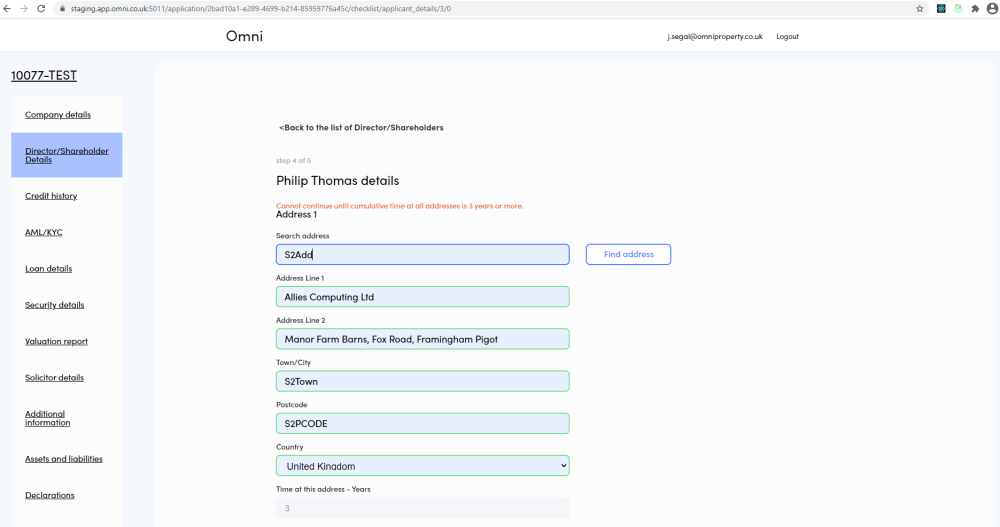 staging.app.omni.co.uk:5011/application/2bad10a1-e289-4699-b214-85959776a45c/checklist/applicant_details/3/0
Omni
j.segal@omniproperty.co.uk Logout
10077-TEST
Company details
Director/Shareholder
Details
Credit history
AML/KYC
Loan details
Security details
Valuation report
Solicitor details
Additional
information
Assets and liabilities
Declarations
<Back to the list of Director/Shareholders
step 4 of 5
Philip Thomas details
Cannot continue until cumulative time at all addresses is 3 years or more.
Address 1
Search address
S2Add
Find address
Address Line 1
Allies Computing Ltd
Address Line 2
Manor Farm Barns, Fox Road, Framingham Pigot
Town/City
S2Town
Postcode
S2PCODE
Country
United Kingdom
Time at this address - Years
3